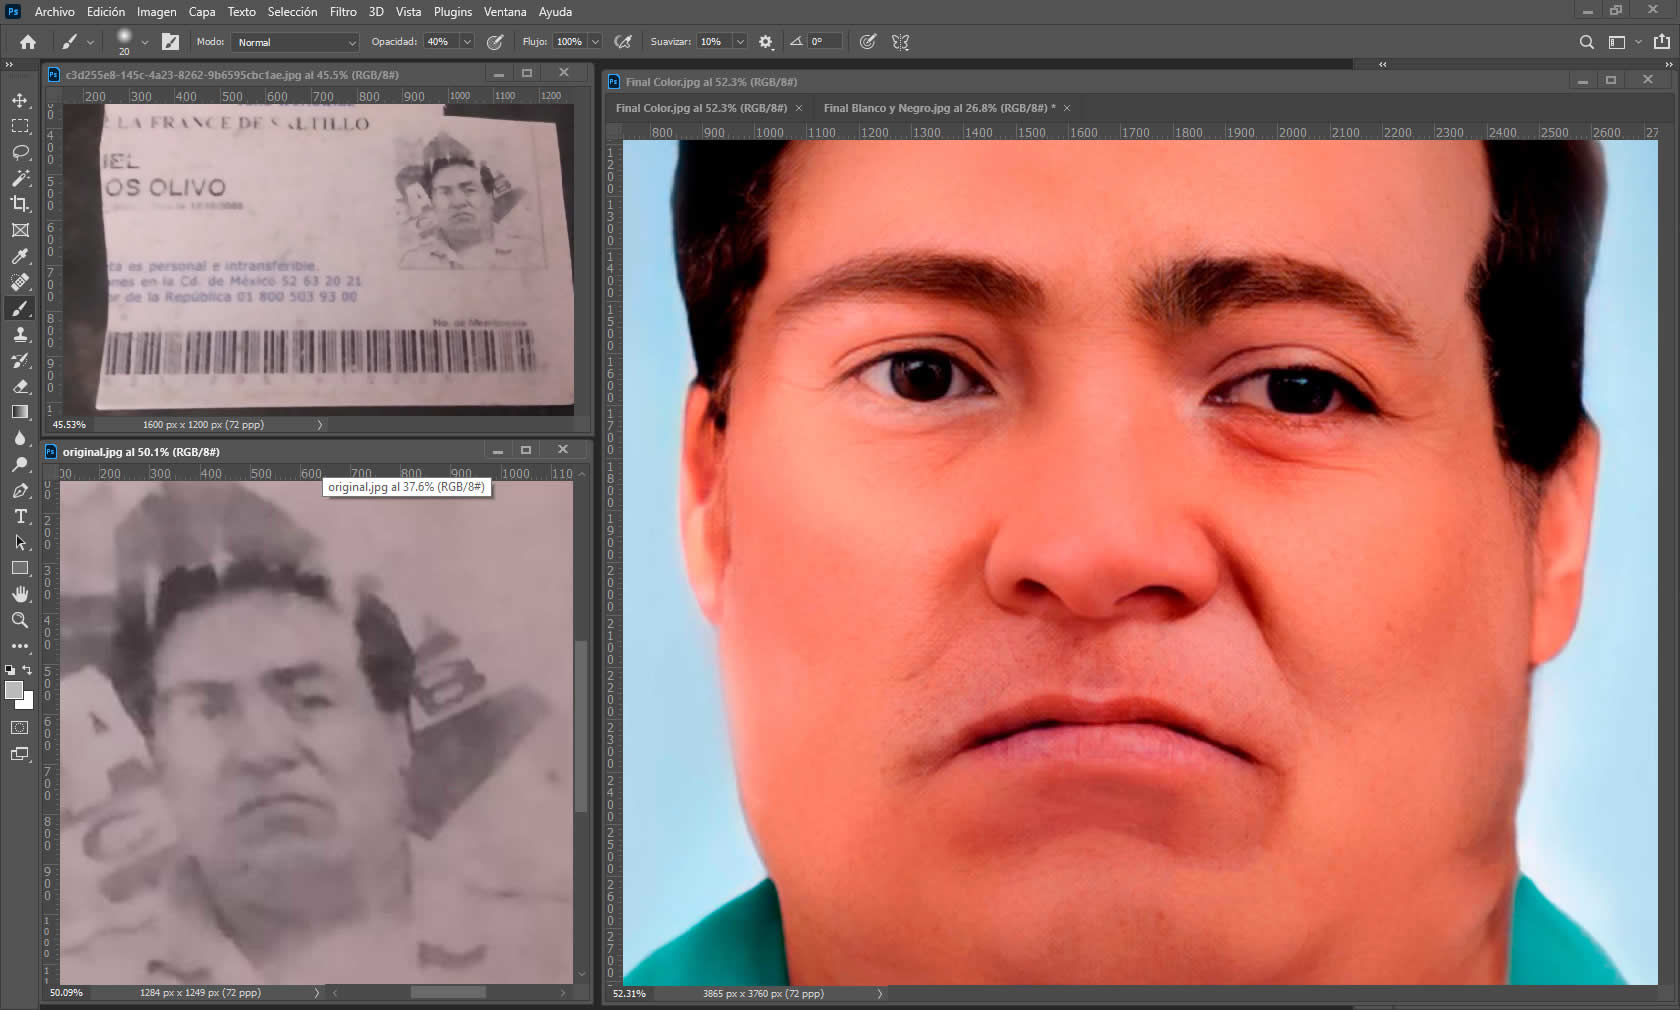 Ps Archivo Edición Imagen Capa Texto Selección Filtro 3D Vista Plugins Ventana Ayuda
20 Modo: Normal Opacidad: 40% Flujo: 100% Suavizar: 10% 0°
c3d255e8-145c-4a23-8262-9b6595cbc1ae.jpg al 45.5% (RGB/8#)
200 300 400 500 600 700 800 900 1000 1100 1200
LA FRANCE DE SALTILLO
IEL
OS OLIVO
ta es personal e intransferible.
ones en la Cd. de México 52 63 20 21
or de la República 01 800 503 93 00
45.53% 1600 px x 1200 px (72 ppp)
original.jpg al 50.1% (RGB/8#)
00 200 300 400 500 600 700 800 900 1000 110
original.jpg al 37.6% (RGB/8#)
50.09% 1284 px x 1249 px (72 ppp)
Final Color.jpg al 52.3% (RGB/8#)
Final Color.jpg al 52.3% (RGB/8#) × Final Blanco y Negro.jpg al 26.8% (RGB/8#) * ×
800 900 1000 1100 1200 1300 1400 1500 1600 1700 1800 1900 2000 2100 2200 2300 2400 2500 2600 27
52.31% 3865 px x 3760 px (72 ppp)